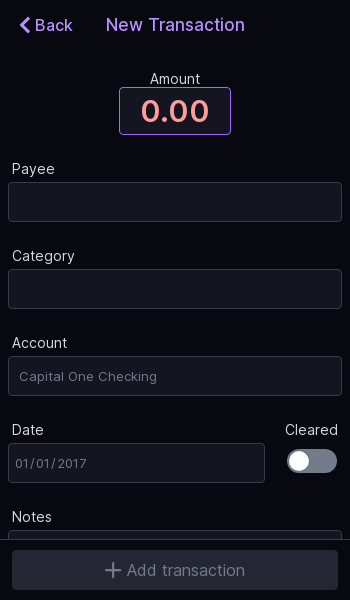 Back
New Transaction
Amount
0.00
Payee
Category
Account
Capital One Checking
Date
Cleared
01/01/2017
Notes
Add transaction